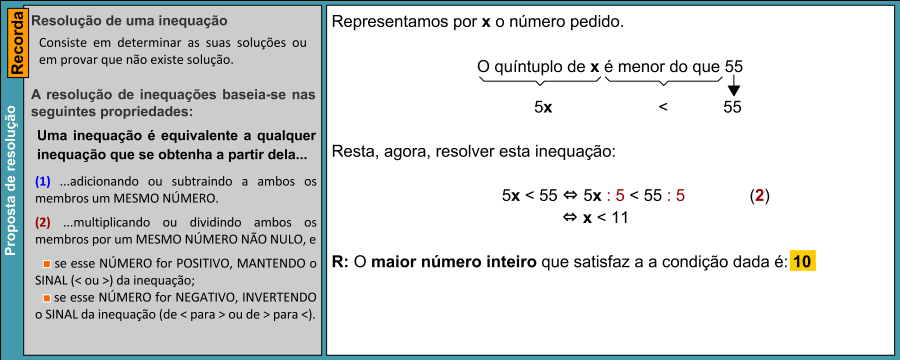 Recorda
Proposta de resolução
Resolução de uma inequação
Consiste em determinar as suas soluções ou
em provar que não existe solução.
A resolução de inequações baseia-se nas
seguintes propriedades:
Uma inequação é equivalente a qualquer
inequação que se obtenha a partir dela...
(1) ...adicionando ou subtraindo a ambos os
membros um MESMO NÚMERO.
(2) ...multiplicando ou dividindo ambos os
membros por um MESMO NÚMERO NÃO NULO, e
se esse NÚMERO for POSITIVO, MANTENDO o
SINAL (< ou >) da inequação;
se esse NÚMERO for NEGATIVO, INVERTENDO
o SINAL da inequação (de < para > ou de > para <).
Representamos por x o número pedido.
O quíntuplo de x é menor do que 55
5x < 55
Resta, agora, resolver esta inequação:
5x < 55 ⇔ 5x : 5 < 55 : 5 (2)
⇔ x < 11
R: O maior número inteiro que satisfaz a a condição dada é: 10